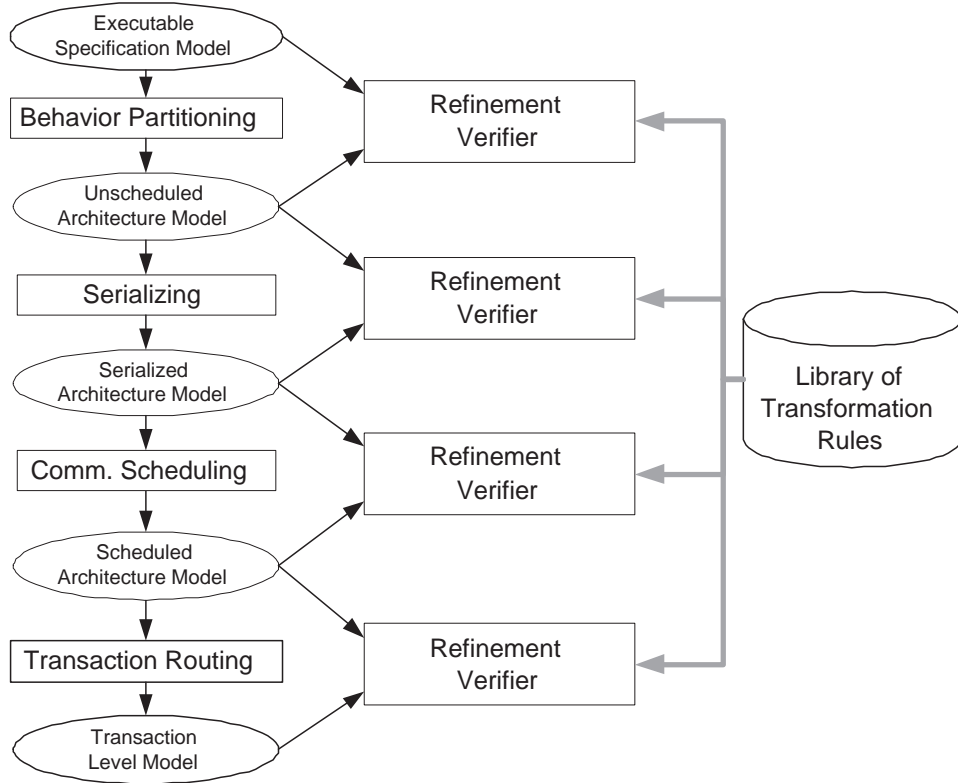 Executable
Specification Model
Behavior Partitioning
Unscheduled
Architecture Model
Serializing
Serialized
Architecture Model
Comm. Scheduling
Scheduled
Architecture Model
Transaction Routing
Transaction
Level Model
Refinement
Verifier
Refinement
Verifier
Refinement
Verifier
Refinement
Verifier
Library of
Transformation
Rules